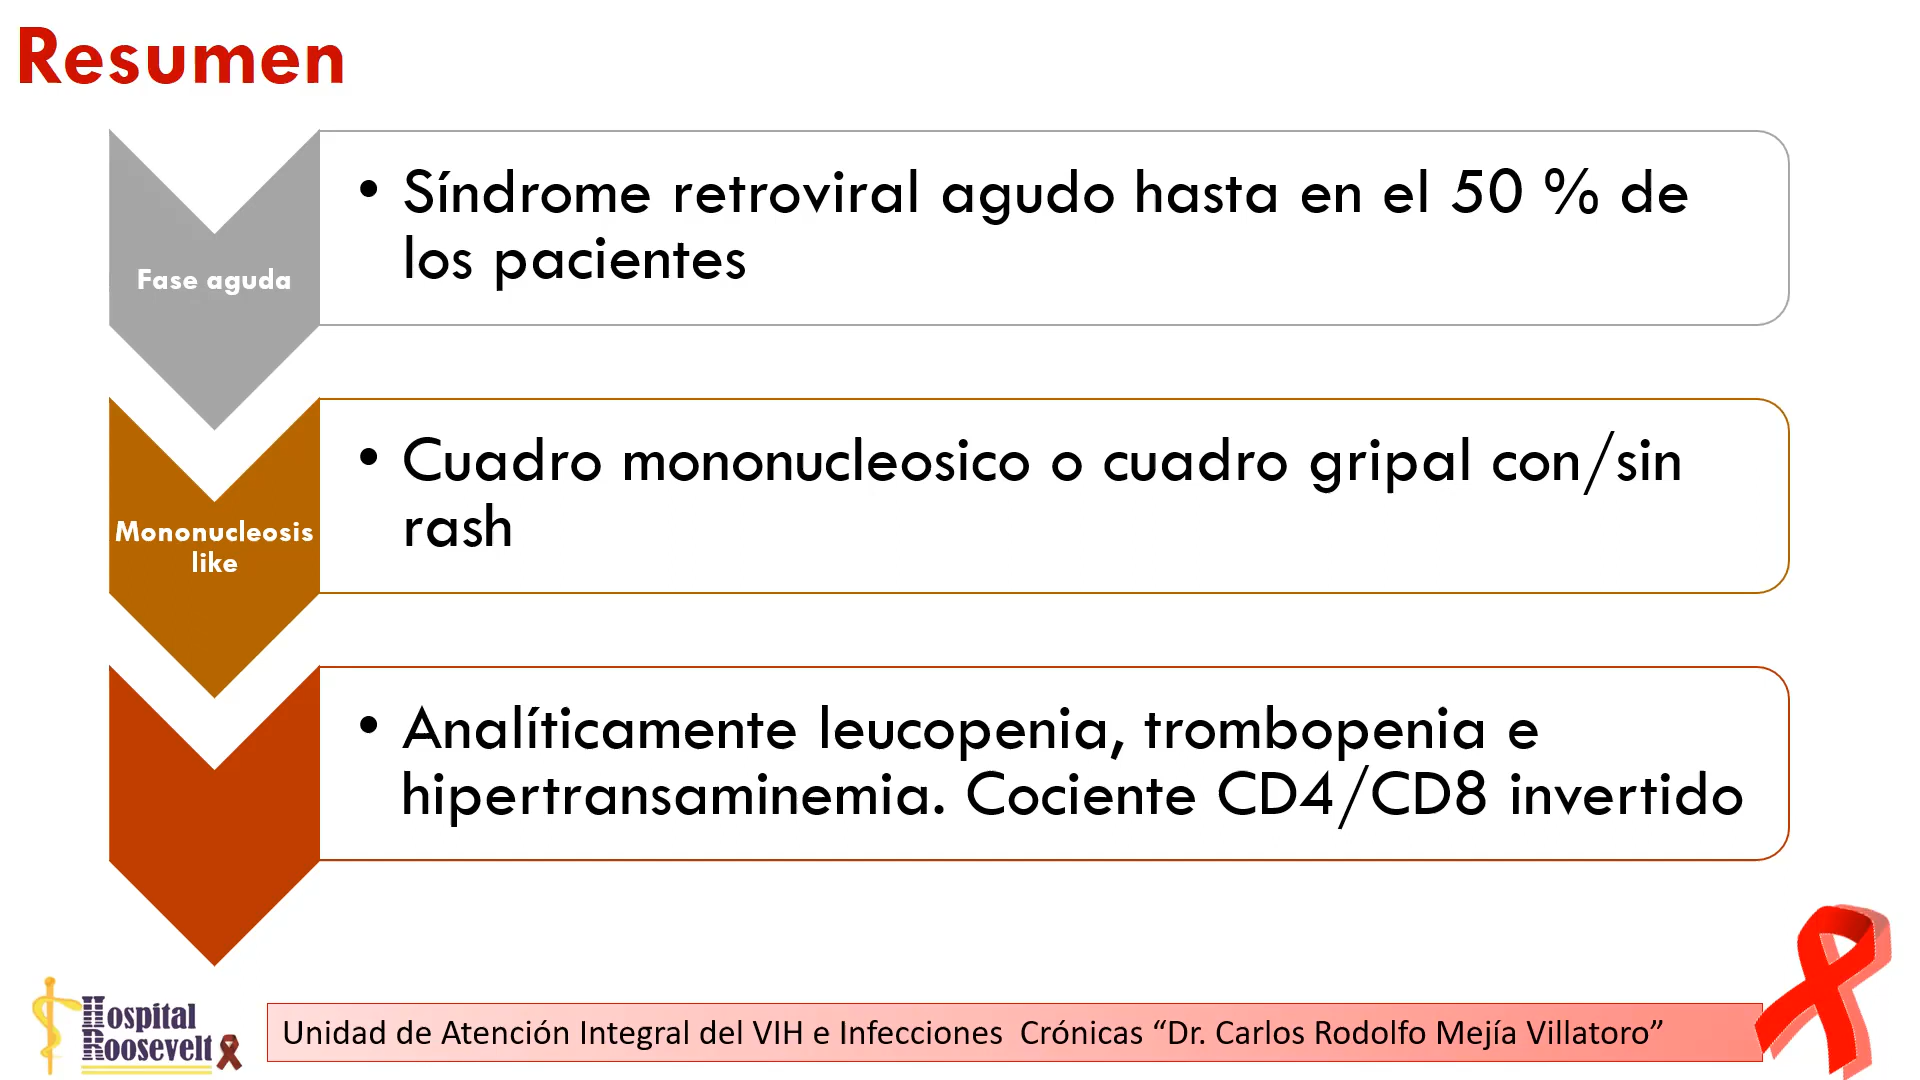 Resumen
Fase aguda
• Síndrome retroviral agudo hasta en el 50 % de
los pacientes
Mononucleosis
like
• Cuadro mononucleosico o cuadro gripal con/sin
rash
• Analíticamente leucopenia, trombopenia e
hipertransaminemia. Cociente CD4/CD8 invertido
Hospital
Roosevelt
Unidad de Atención Integral del VIH e Infecciones  Crónicas “Dr. Carlos Rodolfo Mejía Villatoro”